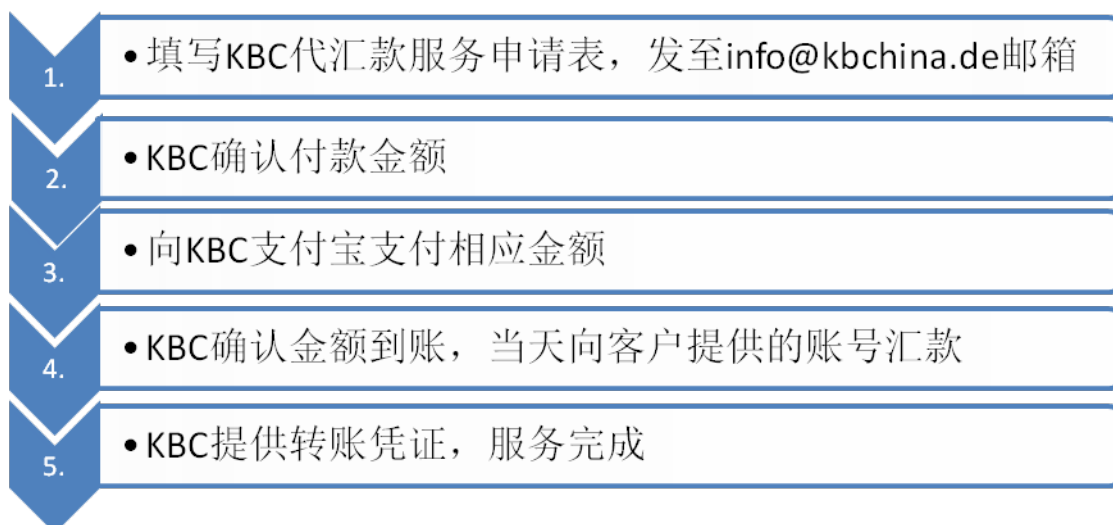 1.
•填写KBC代汇款服务申请表，发至info@kbchina.de邮箱
2.
•KBC确认付款金额
3.
•向KBC支付宝支付相应金额
4.
•KBC确认金额到账，当天向客户提供的账号汇款
5.
•KBC提供转账凭证，服务完成